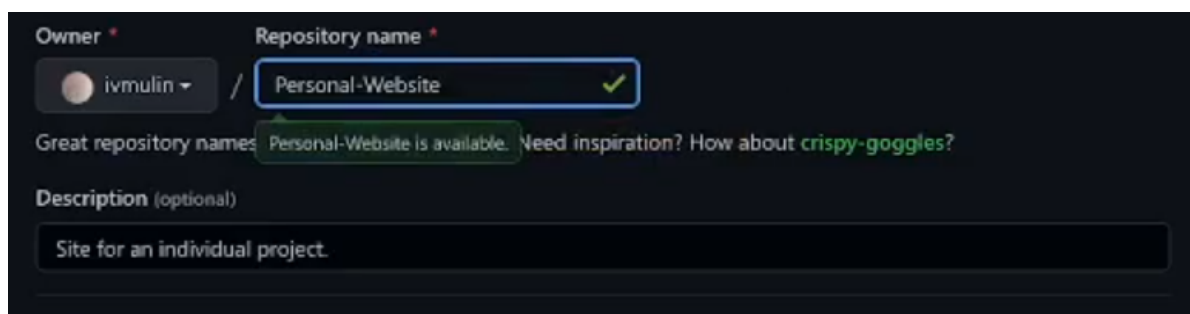 Owner * Repository name *
ivmulin / Personal-Website
Great repository names Personal-Website is available. Need inspiration? How about crispy-goggles?
Description (optional)
Site for an individual project.